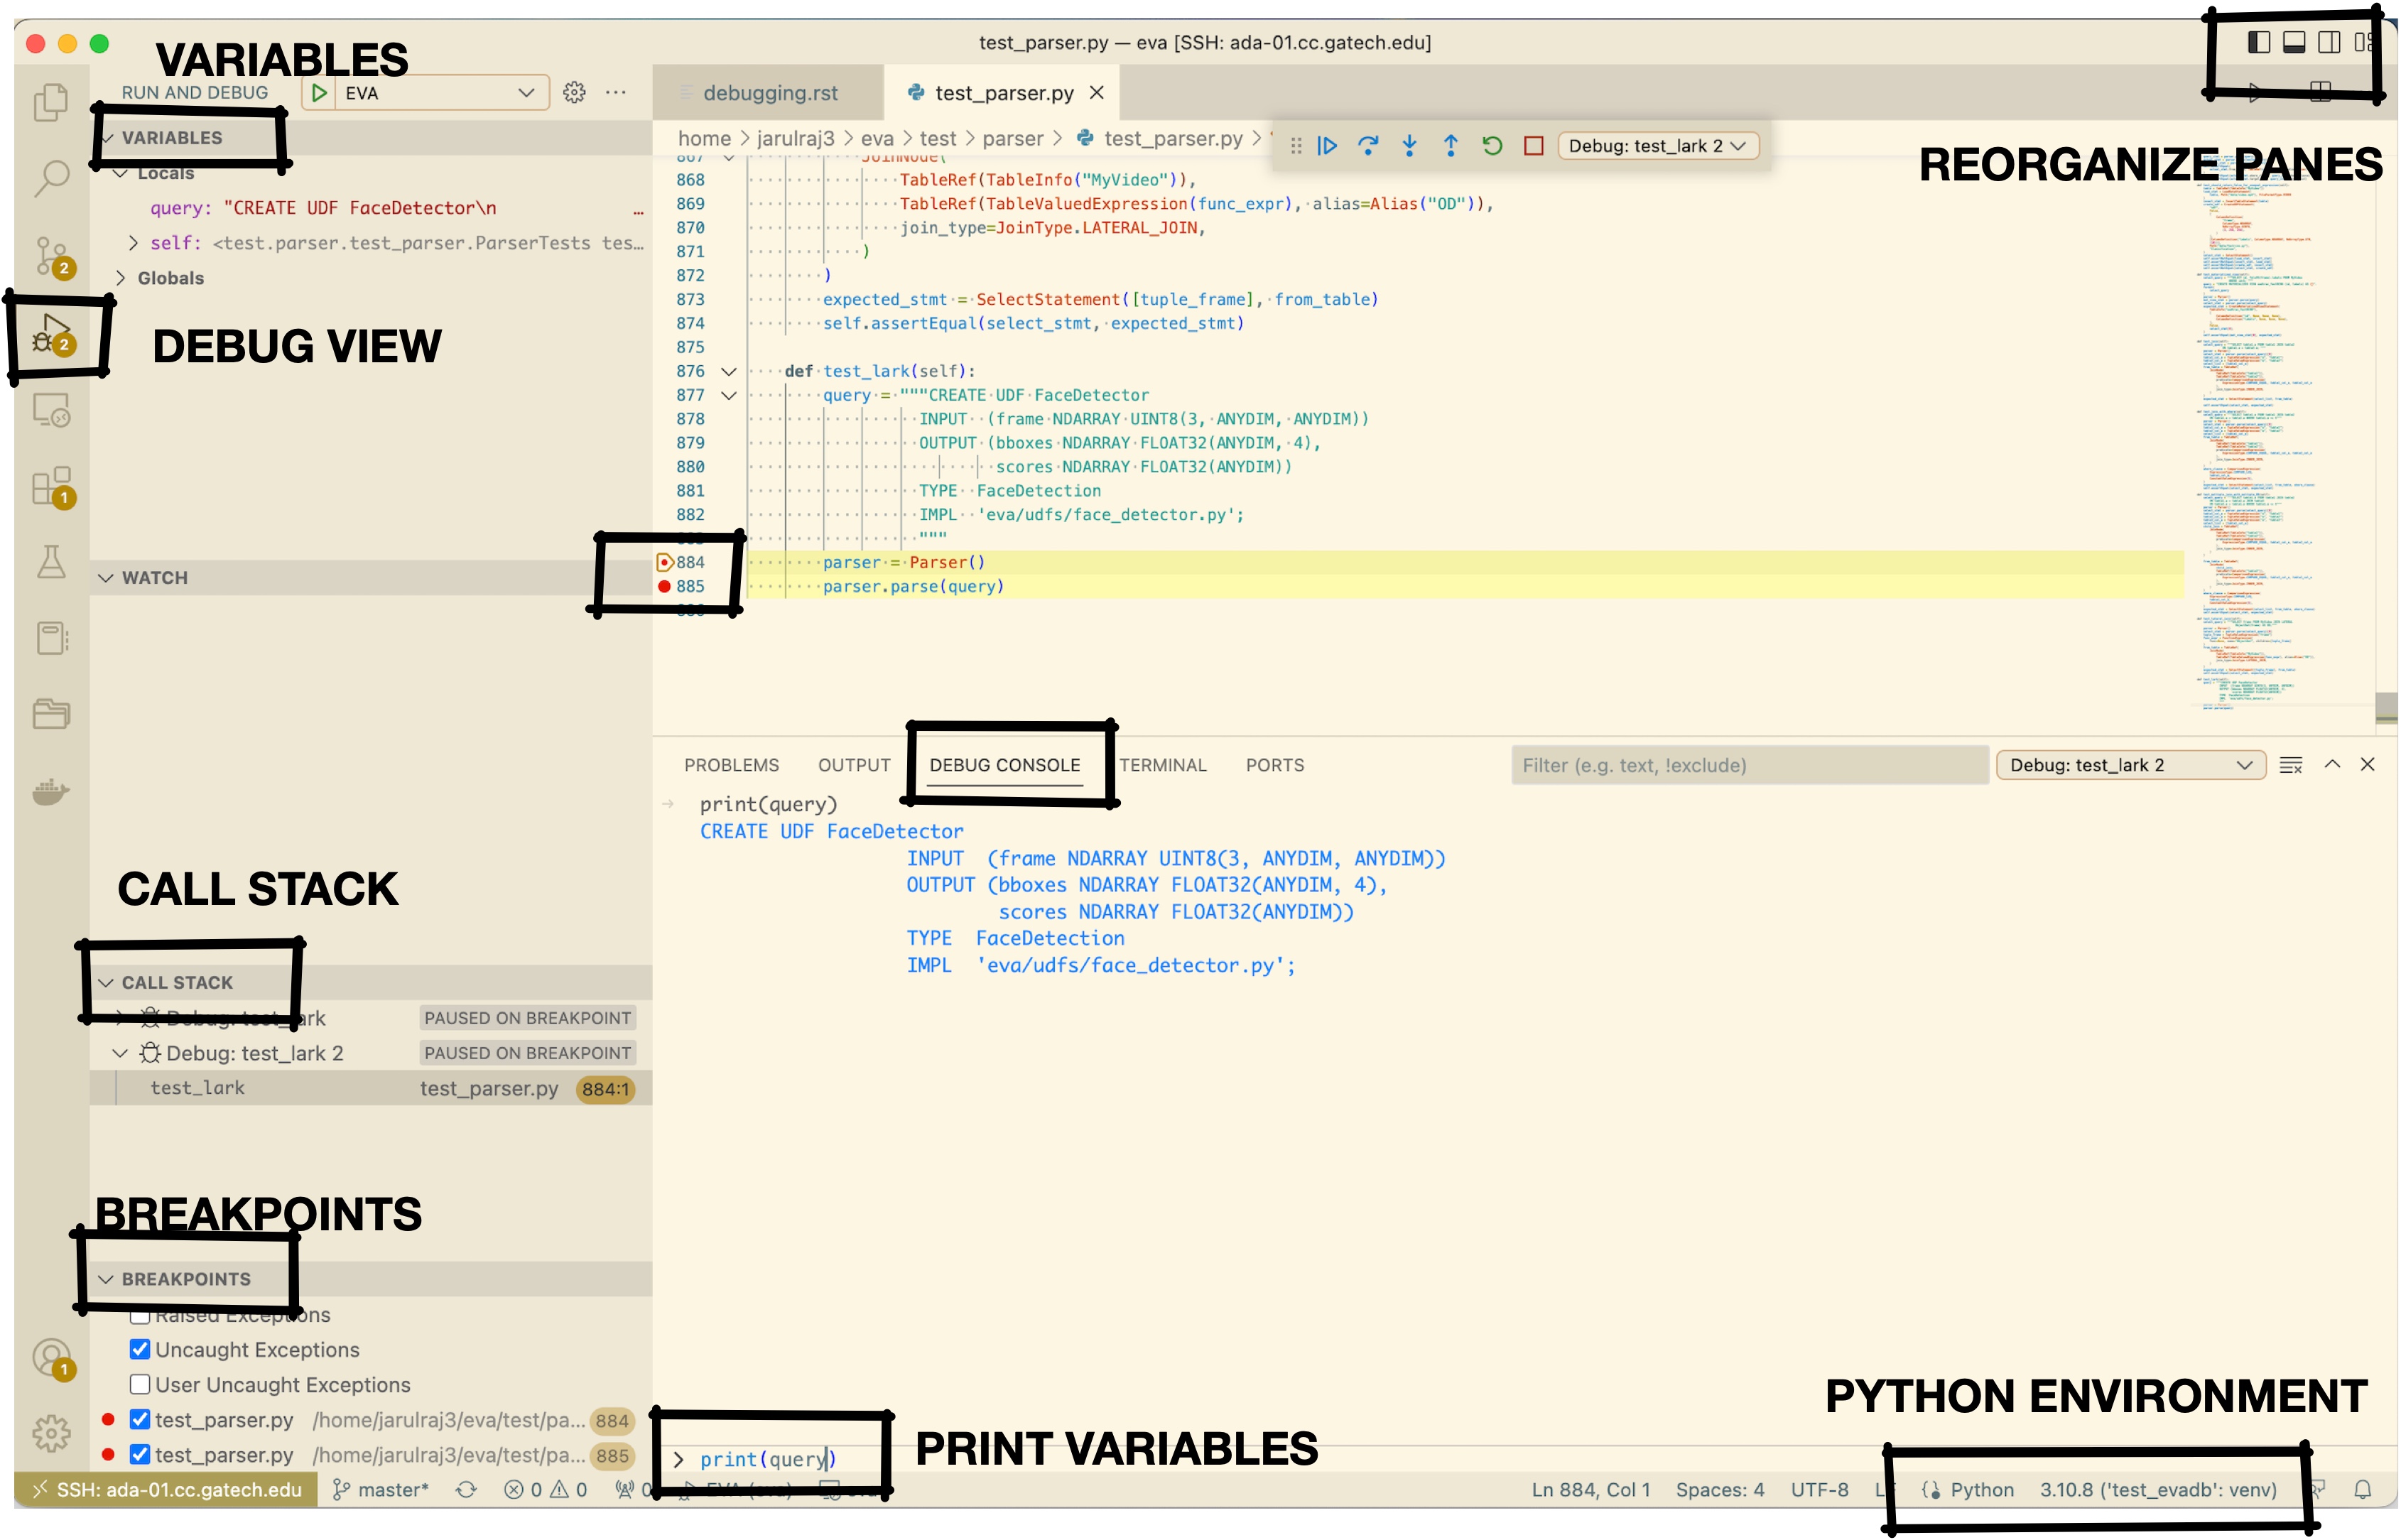 test_parser.py — eva [SSH: ada-01.cc.gatech.edu]
VARIABLES
RUN AND DEBUG
EVA
debugging.rst
test_parser.py
REORGANIZE PANES
VARIABLES
Locals
query: "CREATE UDF FaceDetector\n ...
self: <test.parser.test_parser.ParserTests tes...
Globals
2
2
DEBUG VIEW
1
WATCH
CALL STACK
CALL STACK
Debug: test_lark PAUSED ON BREAKPOINT
Debug: test_lark 2 PAUSED ON BREAKPOINT
test_lark test_parser.py 884:1
BREAKPOINTS
BREAKPOINTS
Raised Exceptions
Uncaught Exceptions
User Uncaught Exceptions
1
test_parser.py /home/jarulraj3/eva/test/pa... 884
test_parser.py /home/jarulraj3/eva/test/pa... 885
home > jarulraj3 > eva > test > parser > test_parser.py >
Debug: test_lark 2
867 JoinNode(
868 TableRef(TableInfo("MyVideo")),
869 TableRef(TableValuedExpression(func_expr), alias=Alias("OD")),
870 join_type=JoinType.LATERAL_JOIN,
871 )
872 )
873 expected_stmt = SelectStatement([tuple_frame], from_table)
874 self.assertEqual(select_stmt, expected_stmt)
875
876 def test_lark(self):
877 query = """CREATE UDF FaceDetector
878 INPUT (frame NDARRAY UINT8(3, ANYDIM, ANYDIM))
879 OUTPUT (bboxes NDARRAY FLOAT32(ANYDIM, 4),
880 scores NDARRAY FLOAT32(ANYDIM))
881 TYPE FaceDetection
882 IMPL 'eva/udfs/face_detector.py';
"""
884 parser = Parser()
885 parser.parse(query)
886
PROBLEMS OUTPUT DEBUG CONSOLE TERMINAL PORTS
Filter (e.g. text, !exclude)
Debug: test_lark 2
print(query)
CREATE UDF FaceDetector
INPUT (frame NDARRAY UINT8(3, ANYDIM, ANYDIM))
OUTPUT (bboxes NDARRAY FLOAT32(ANYDIM, 4),
scores NDARRAY FLOAT32(ANYDIM))
TYPE FaceDetection
IMPL 'eva/udfs/face_detector.py';
PYTHON ENVIRONMENT
> print(query)
PRINT VARIABLES
SSH: ada-01.cc.gatech.edu master* 0 0 0 EVA (eva) Ln 884, Col 1 Spaces: 4 UTF-8 Python 3.10.8 ('test_evadb': venv)